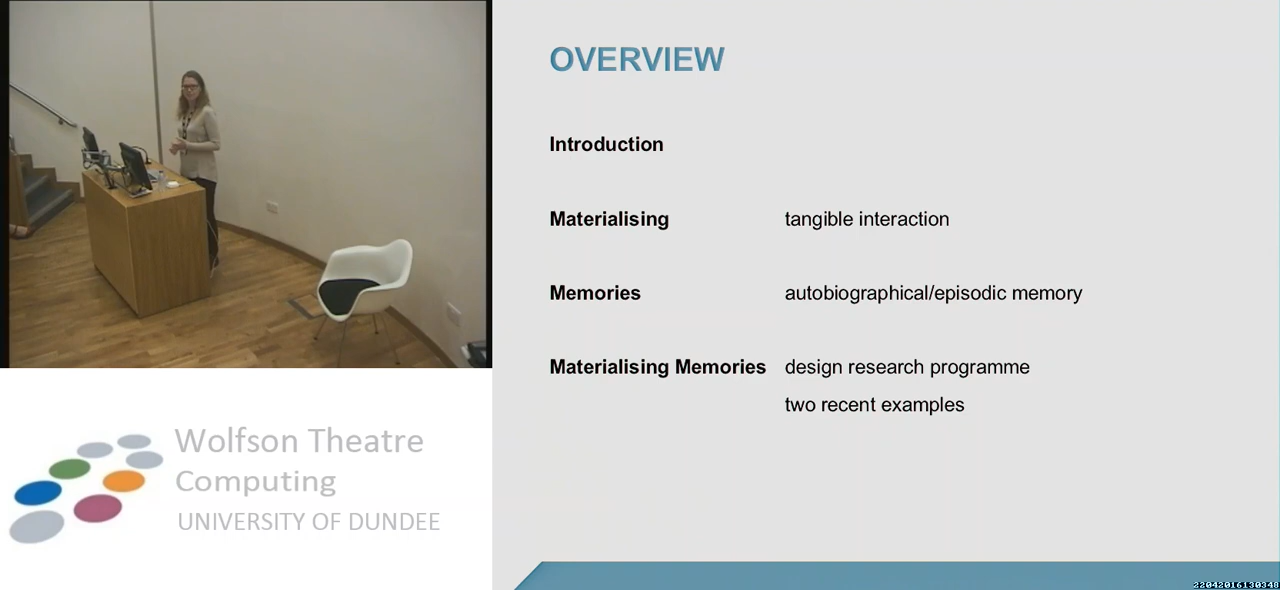 OVERVIEW
Introduction
Materialising tangible interaction
Memories autobiographical/episodic memory
Materialising Memories design research programme
two recent examples
Wolfson Theatre
Computing
UNIVERSITY OF DUNDEE
22042016130348